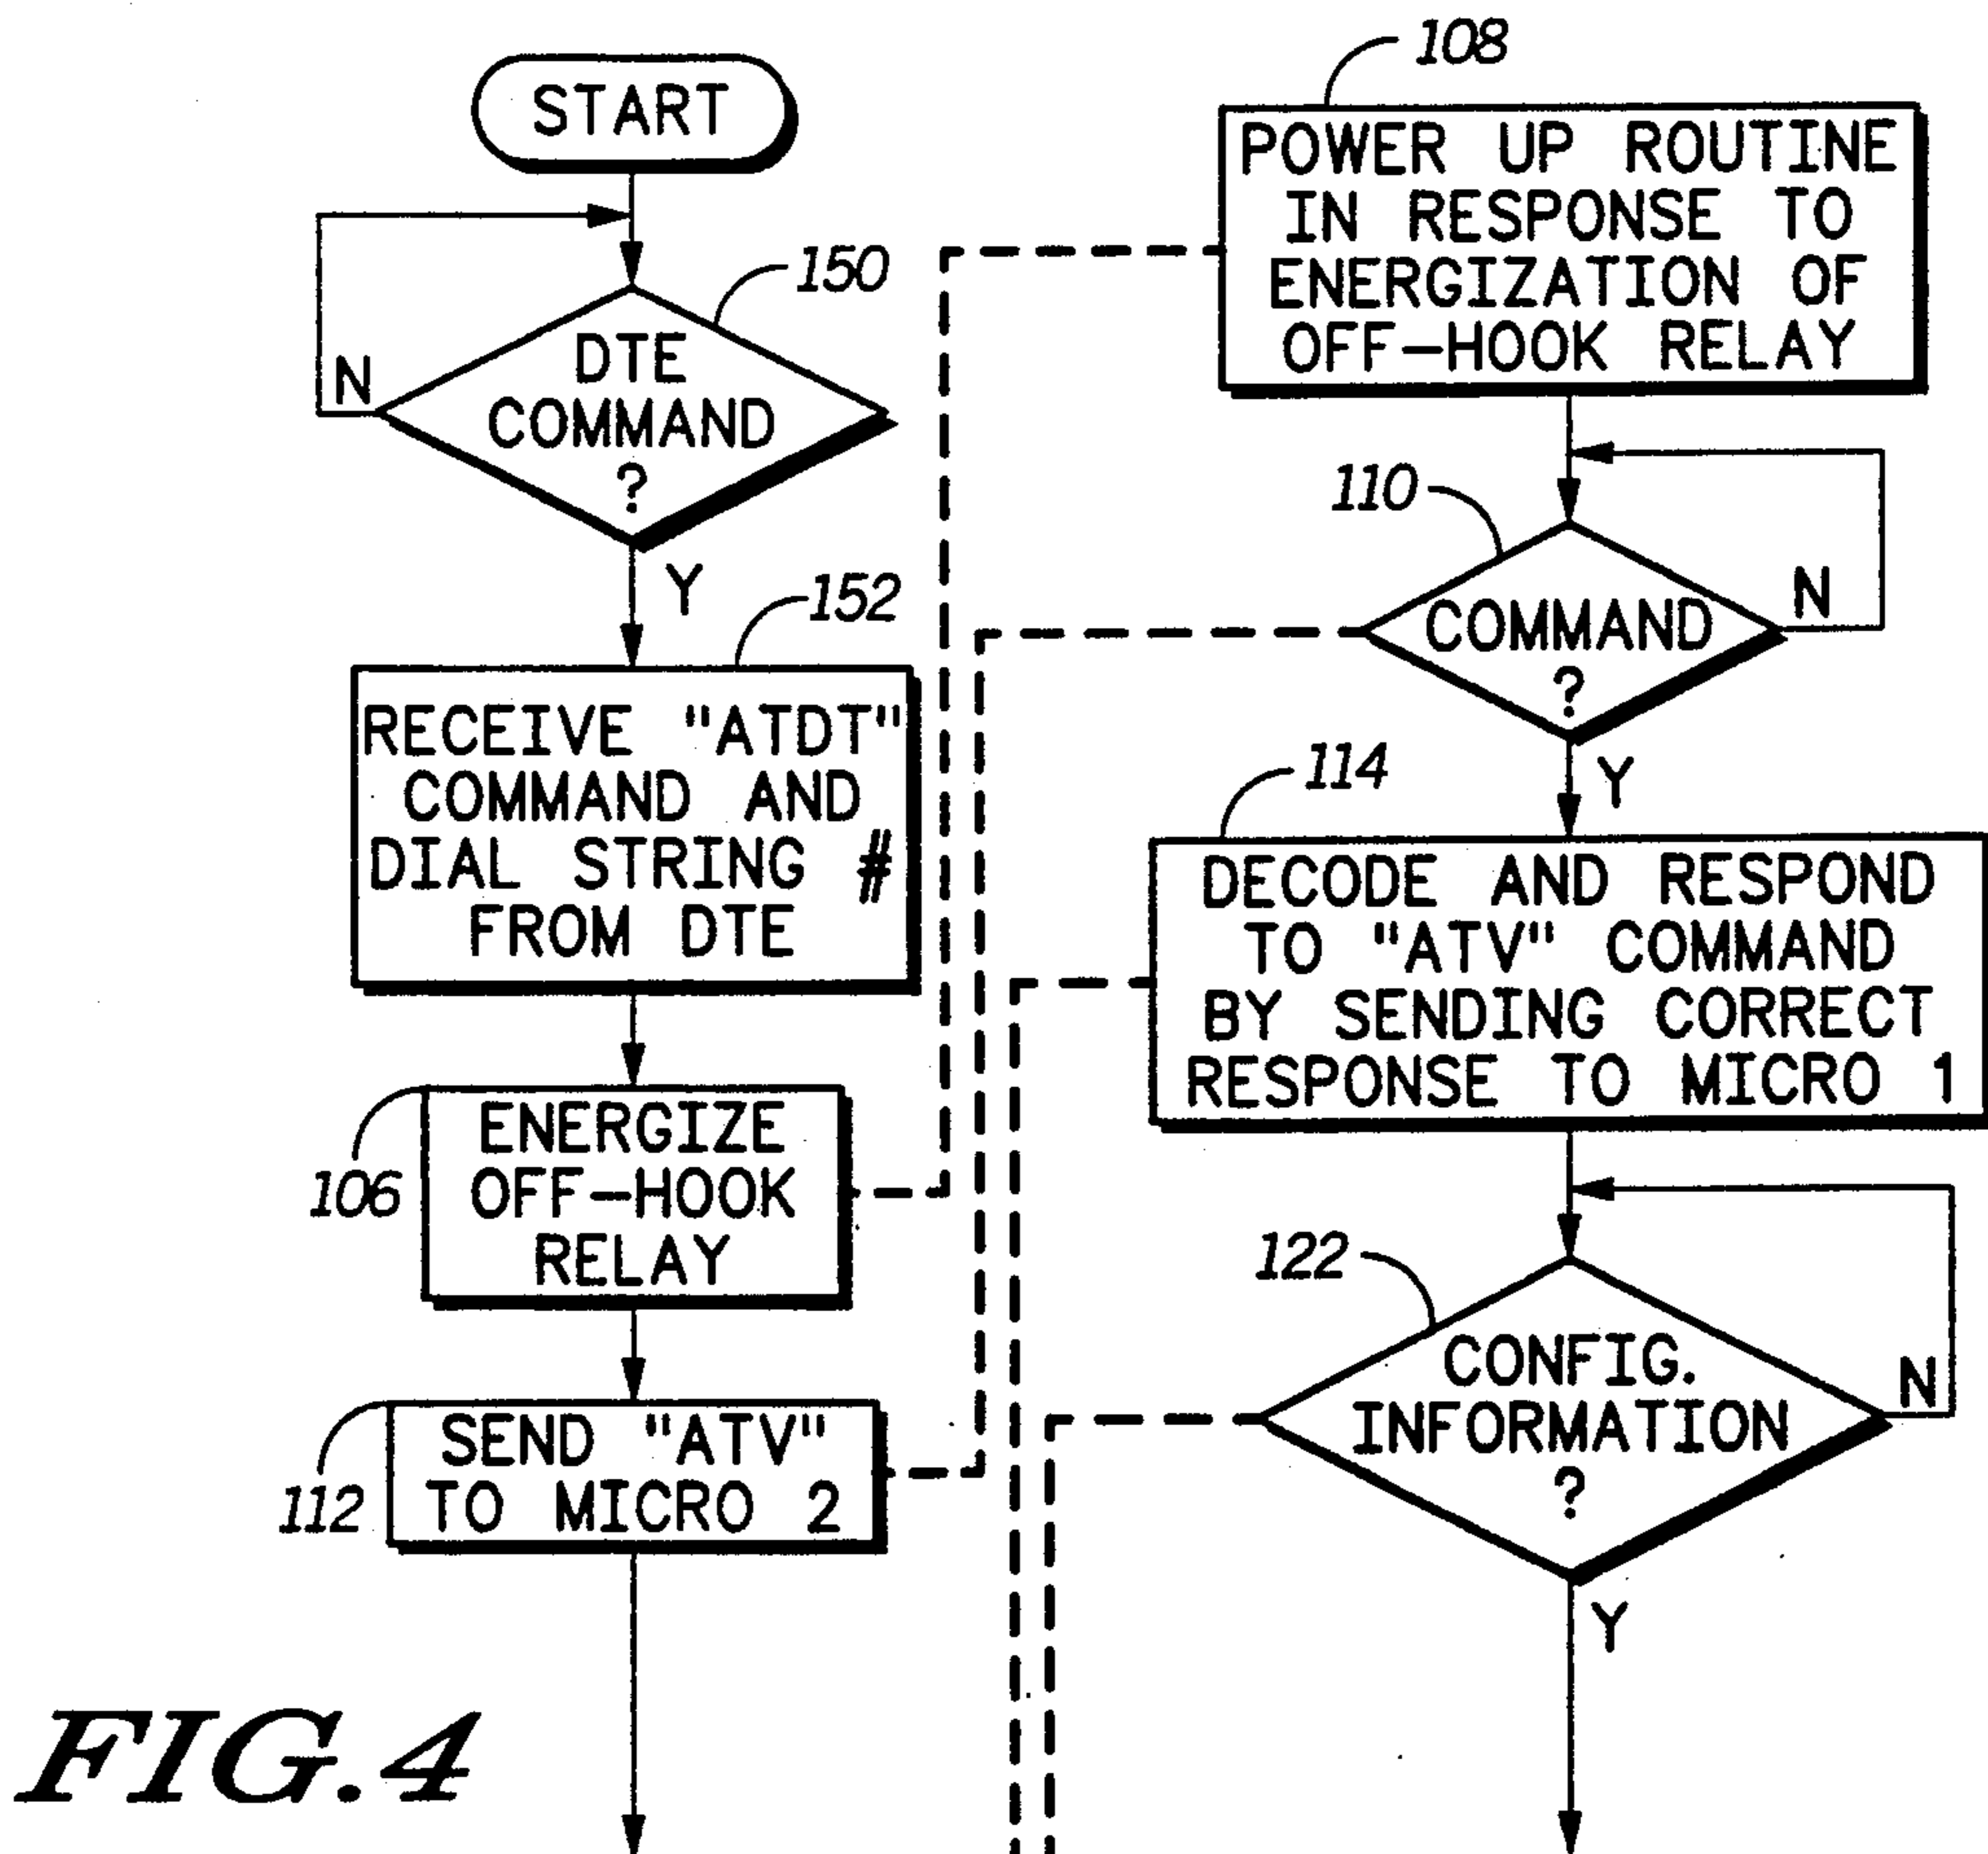 START
150
DTE
COMMAND
?
N
Y
152
RECEIVE "ATDT"
COMMAND AND
DIAL STRING #
FROM DTE
106
ENERGIZE
OFF-HOOK
RELAY
112
SEND "ATV"
TO MICRO 2
108
POWER UP ROUTINE
IN RESPONSE TO
ENERGIZATION OF
OFF-HOOK RELAY
110
COMMAND
?
N
Y
114
DECODE AND RESPOND
TO "ATV" COMMAND
BY SENDING CORRECT
RESPONSE TO MICRO 1
122
CONFIG.
INFORMATION
?
N
Y
FIG.4